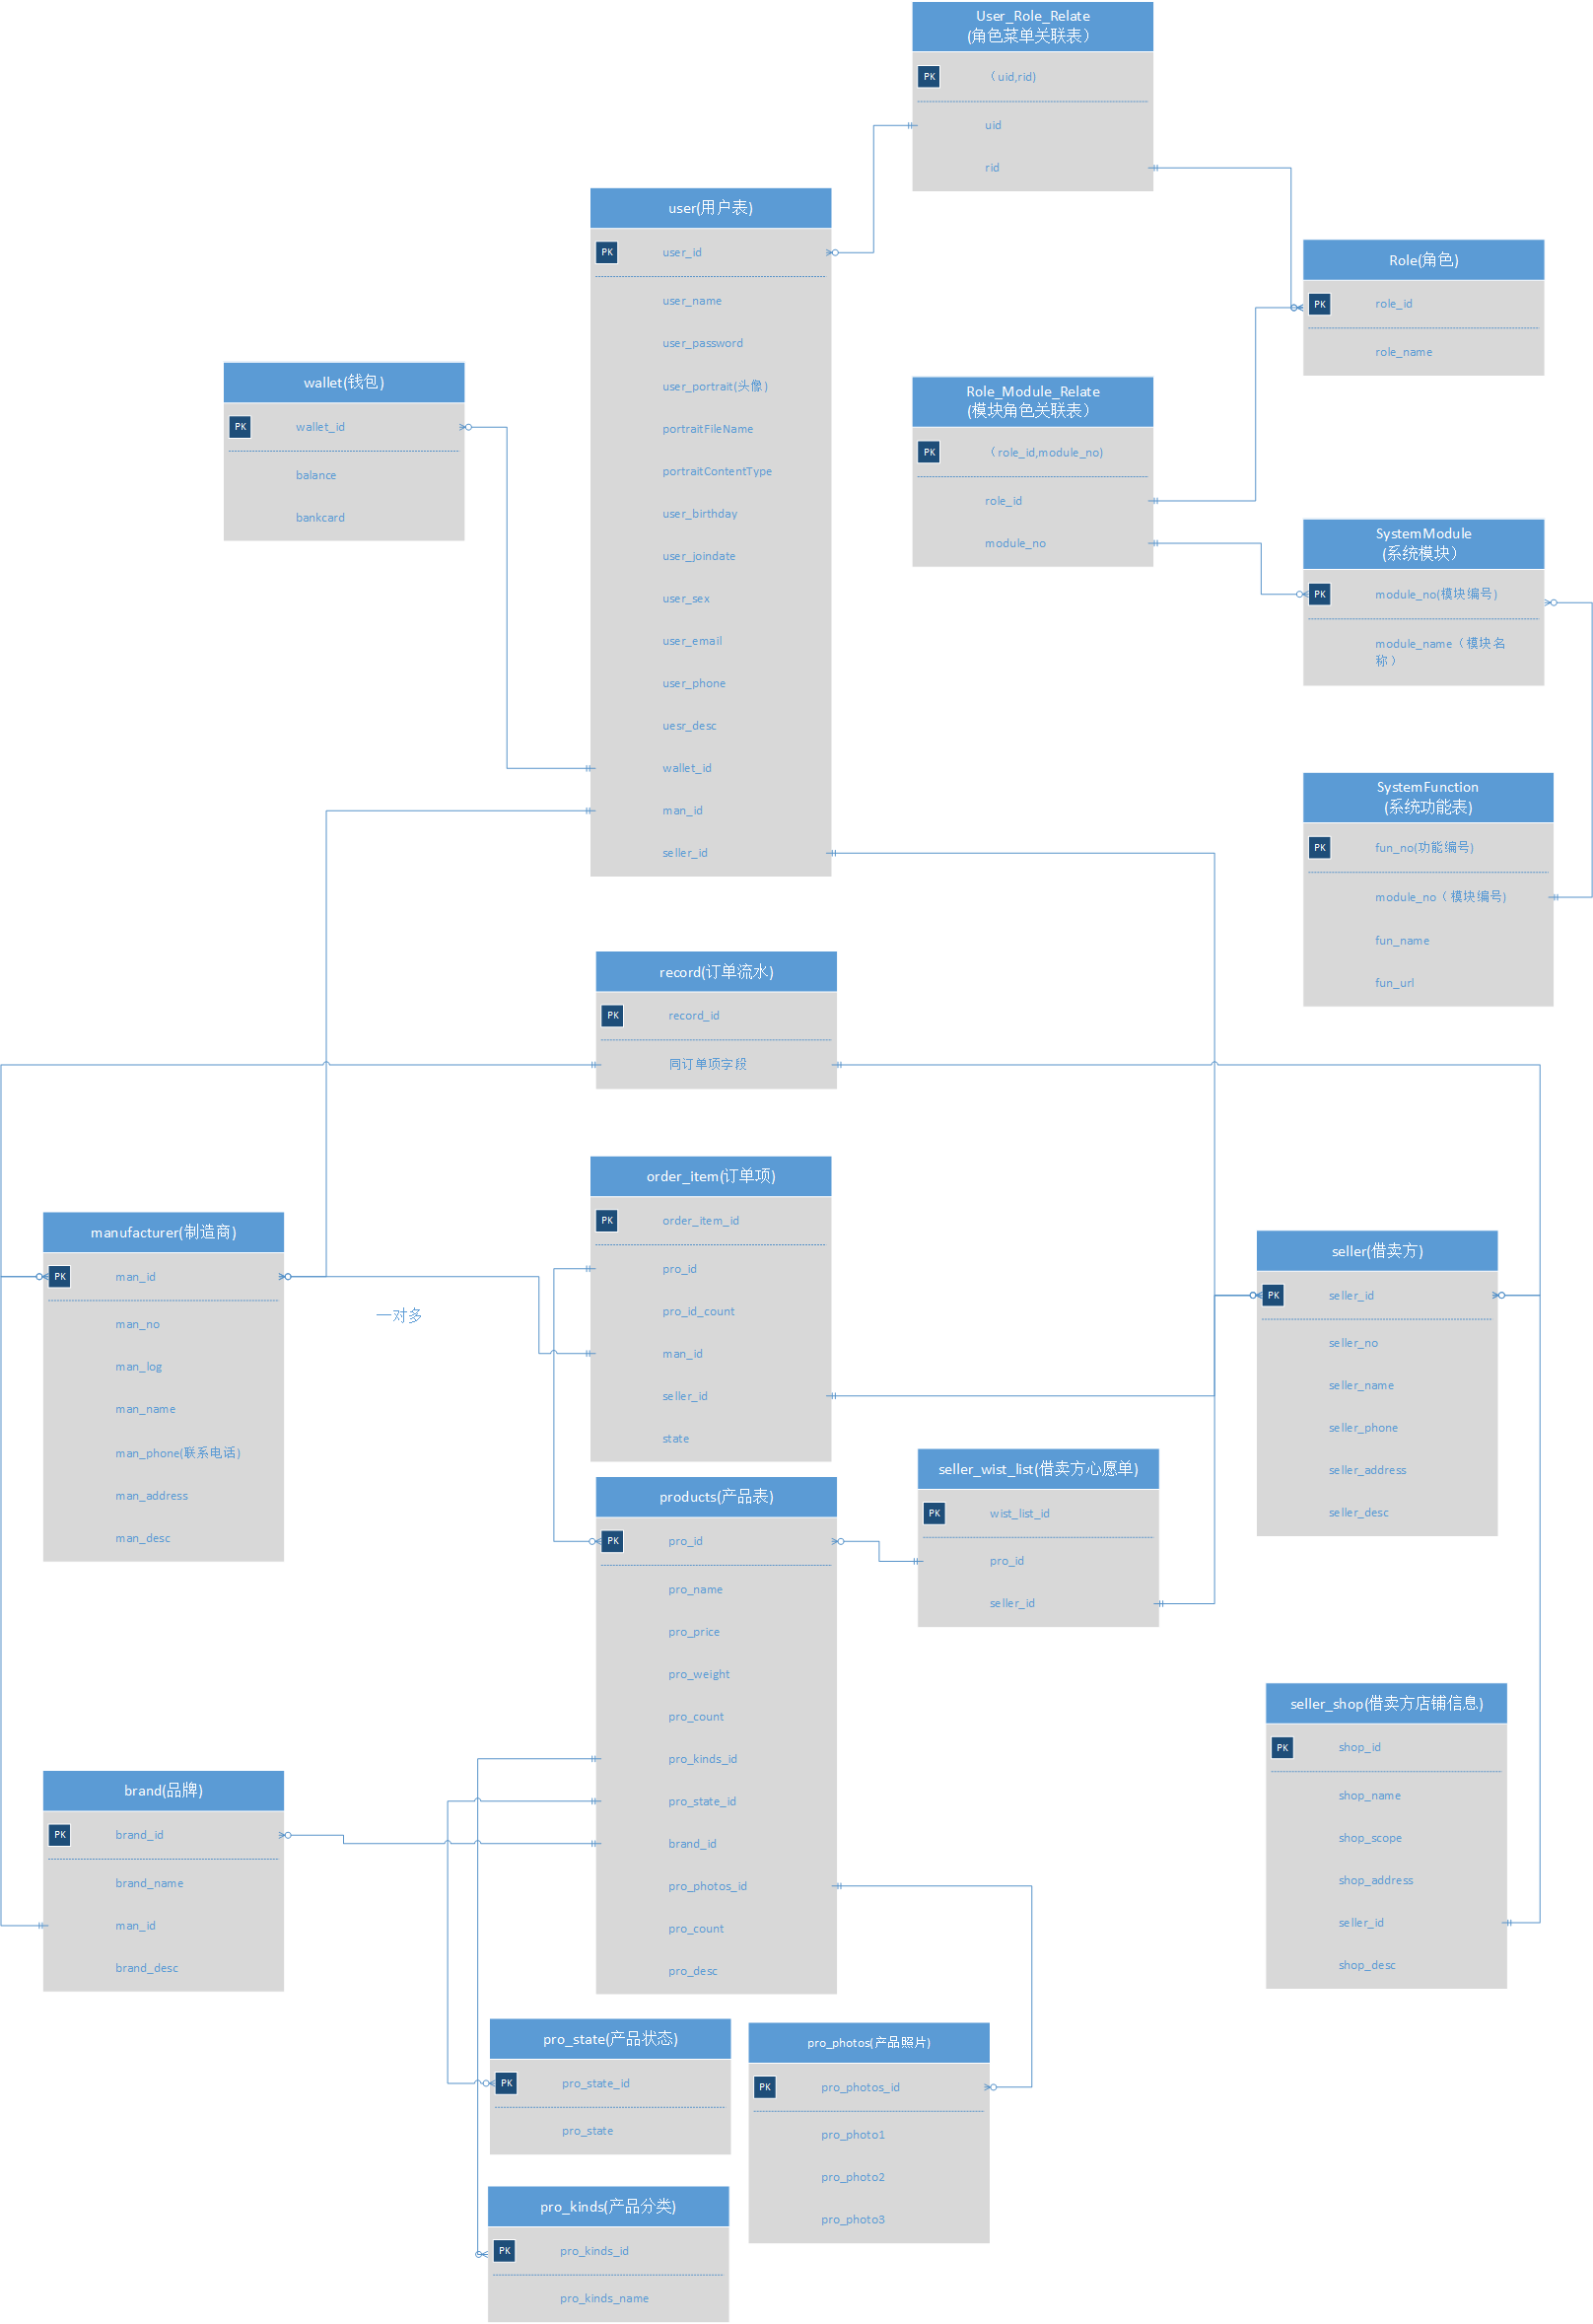 User_Role_Relate
(角色菜单关联表）
PK
（uid,rid)
uid
rid
user(用户表)
PK
user_id
user_name
user_password
user_portrait(头像)
portraitFileName
portraitContentType
user_birthday
user_joindate
user_sex
user_email
user_phone
uesr_desc
wallet_id
man_id
seller_id
Role(角色)
PK
role_id
role_name
wallet(钱包)
PK
wallet_id
balance
bankcard
Role_Module_Relate
(模块角色关联表）
PK
（role_id,module_no)
role_id
module_no
SystemModule
(系统模块）
PK
module_no(模块编号)
module_name（模块名
称）
SystemFunction
(系统功能表)
PK
fun_no(功能编号)
module_no（模块编号)
fun_name
fun_url
record(订单流水)
PK
record_id
同订单项字段
order_item(订单项)
PK
order_item_id
pro_id
pro_id_count
man_id
seller_id
state
manufacturer(制造商)
PK
man_id
man_no
man_log
man_name
man_phone(联系电话)
man_address
man_desc
一对多
seller(借卖方)
PK
seller_id
seller_no
seller_name
seller_phone
seller_address
seller_desc
seller_wist_list(借卖方心愿单)
PK
wist_list_id
pro_id
seller_id
products(产品表)
PK
pro_id
pro_name
pro_price
pro_weight
pro_count
pro_kinds_id
pro_state_id
brand_id
pro_photos_id
pro_count
pro_desc
seller_shop(借卖方店铺信息)
PK
shop_id
shop_name
shop_scope
shop_address
seller_id
shop_desc
brand(品牌)
PK
brand_id
brand_name
man_id
brand_desc
pro_state(产品状态)
PK
pro_state_id
pro_state
pro_photos(产品照片)
PK
pro_photos_id
pro_photo1
pro_photo2
pro_photo3
pro_kinds(产品分类)
PK
pro_kinds_id
pro_kinds_name